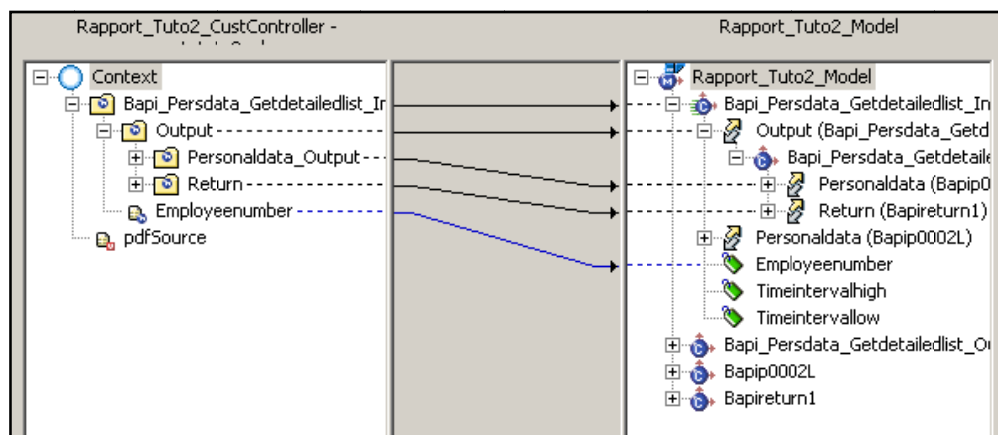 Rapport_Tuto2_CustController -
Rapport_Tuto2_Model
Context
Bapi_Persdata_Getdetailedlist_In
Output
Personaldata_Output
Return
Employeenumber
pdfSource
Rapport_Tuto2_Model
Bapi_Persdata_Getdetailedlist_In
Output (Bapi_Persdata_Getd
Bapi_Persdata_Getdetaile
Personaldata (Bapip0
Return (Bapireturn1)
Personaldata (Bapip0002L)
Employeenumber
Timeintervalhigh
Timeintervallow
Bapi_Persdata_Getdetailedlist_O
Bapip0002L
Bapireturn1